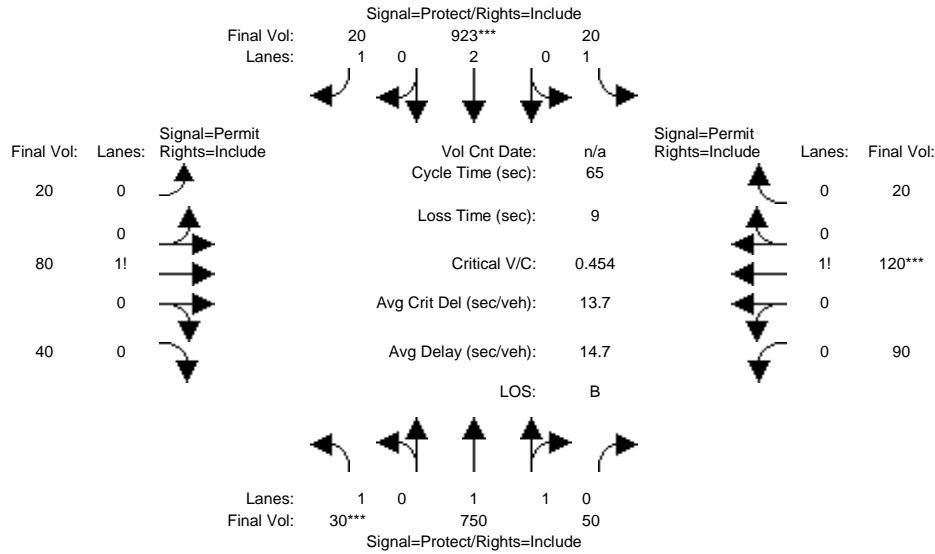 Signal=Protect/Rights=Include
Final Vol: 20 923*** 20
Lanes: 1 0 2 0 1
Signal=Permit
Final Vol: Lanes: Rights=Include
Vol Cnt Date: n/a
Signal=Permit
Rights=Include Lanes: Final Vol:
Cycle Time (sec): 65
20 0
0 20
Loss Time (sec): 9
0
0
80 1!
Critical V/C: 0.454
1! 120***
0
Avg Crit Del (sec/veh): 13.7
0
40 0
Avg Delay (sec/veh): 14.7
0 90
LOS: B
Lanes: 1 0 1 1 0
Final Vol: 30*** 750 50
Signal=Protect/Rights=Include